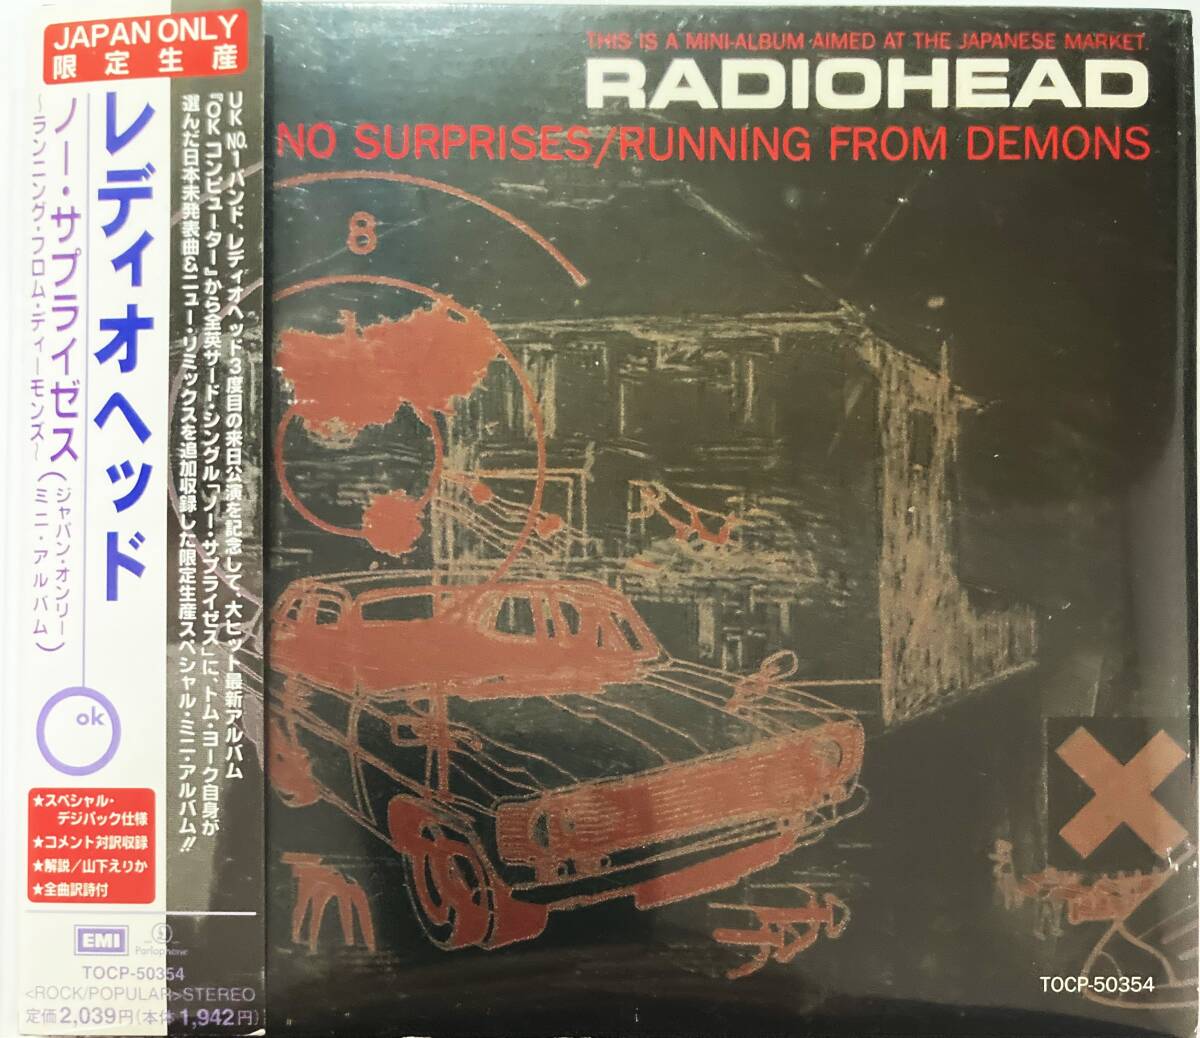 JAPAN ONLY
限定生産
レディオヘッド
ノー・サプライゼス
(ジャパン・オンリー
ミニ・アルバム)
~ランニング・フロム・ディーモンズ~
UK NO.1バンド、レディオヘッド3度目の来日公演を記念して、大ヒット最新アルバム
『OK コンピューター』から全英サード・シングル「ノー・サプライゼス」に、トム・ヨーク自身が
選んだ日本未発表曲&ニュー・リミックスを追加収録した限定生産スペシャル・ミニ・アルバム!!
ok
★スペシャル・
デジパック仕様
★コメント対訳収録
★解説/山下えりか
★全曲訳詩付
EMI
Parlophone
TOCP-50354
<ROCK/POPULAR>STEREO
定価2,039円(本体1,942円)
THIS IS A MINI-ALBUM AIMED AT THE JAPANESE MARKET.
RADIOHEAD
NO SURPRISES/RUNNING FROM DEMONS
8
TOCP-50354